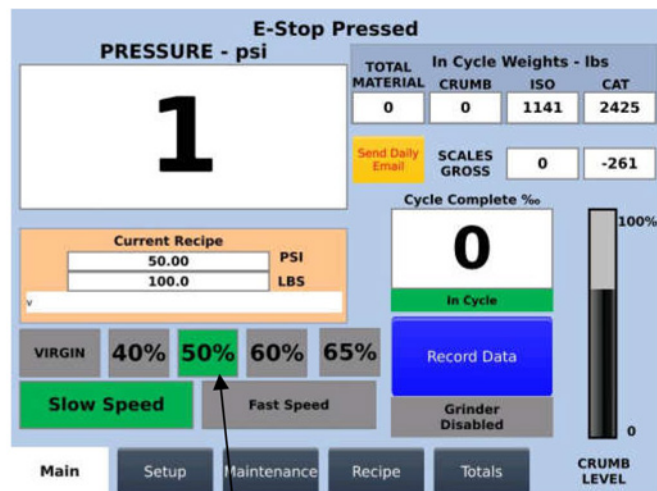 E-Stop Pressed
PRESSURE - psi
1
In Cycle Weights - lbs
TOTAL MATERIAL
CRUMB
ISO
CAT
0
0
1141
2425
Send Daily
Email
SCALES
GROSS
0
-261
Cycle Complete ‰
0
In Cycle
100%
0
CRUMB
LEVEL
Current Recipe
50.00
PSI
100.0
LBS
v
VIRGIN
40%
50%
60%
65%
Slow Speed
Fast Speed
Record Data
Grinder
Disabled
Main
Setup
Maintenance
Recipe
Totals